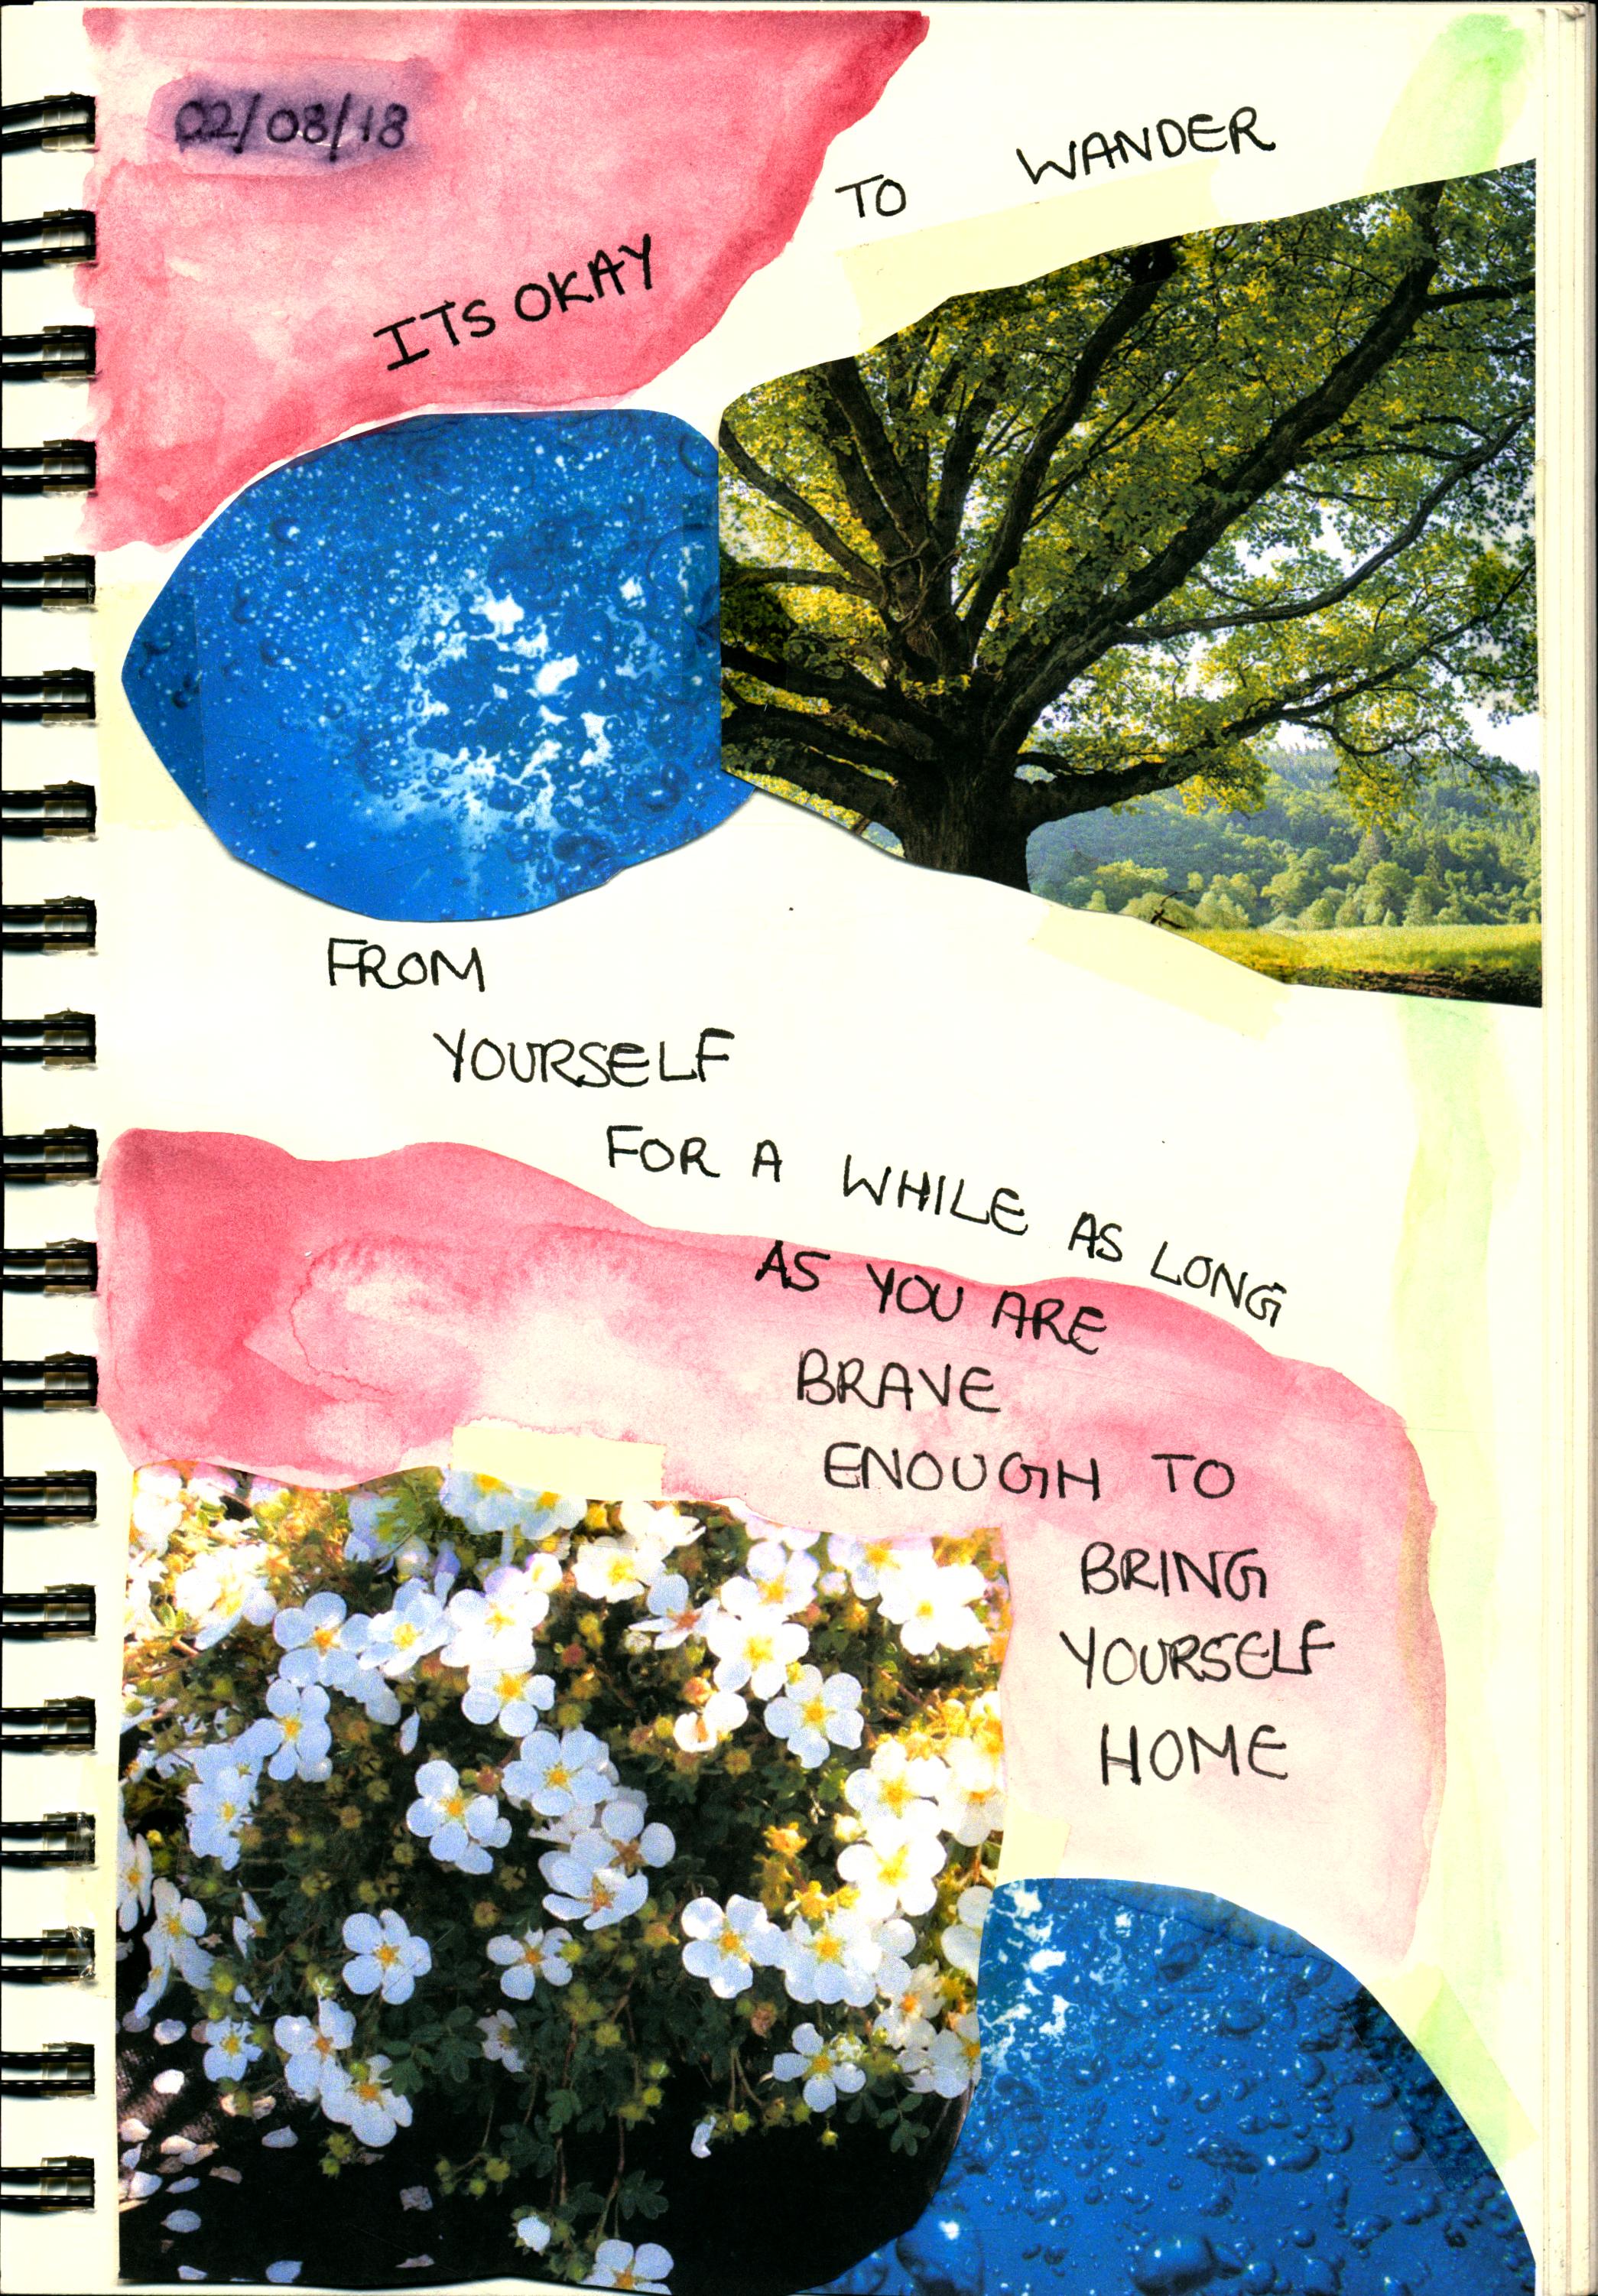 02/08/18
ITS OKAY TO WANDER
FROM
YOURSELF
FOR A WHILE AS LONG
AS YOU ARE
BRAVE
ENOUGH TO
BRING
YOURSELF
HOME